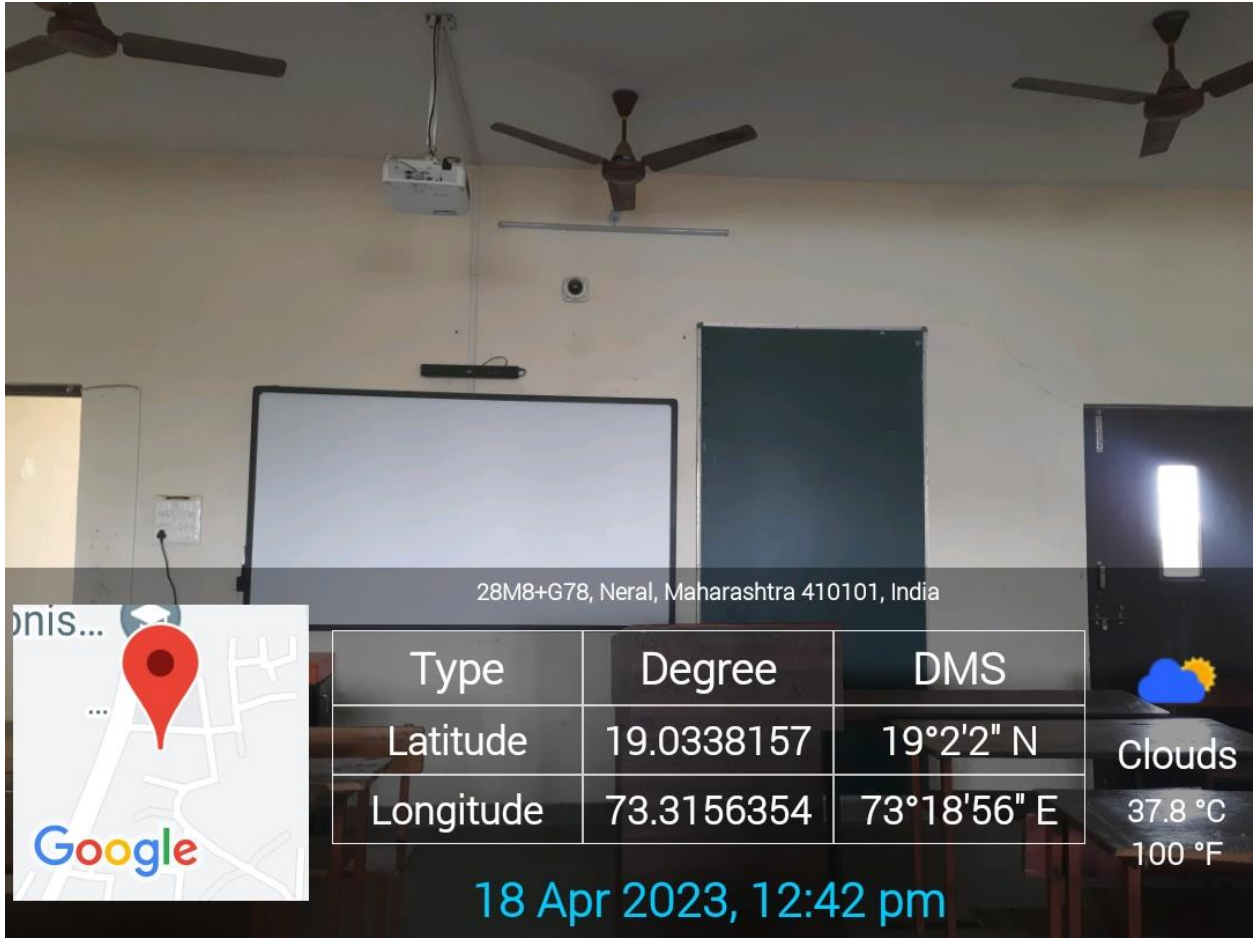 28M8+G78, Neral, Maharashtra 410101, India
onis...
...
Google
Type Degree DMS
Latitude 19.0338157 19°2'2" N
Longitude 73.3156354 73°18'56" E
Clouds
37.8 °C
100 °F
18 Apr 2023, 12:42 pm